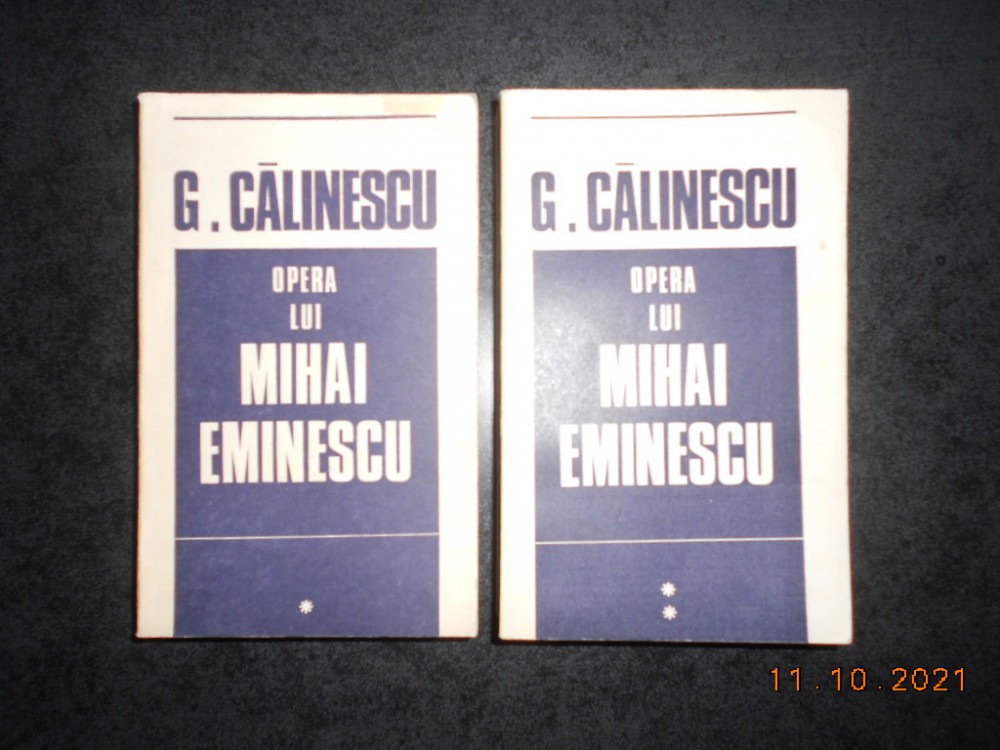 G. CĂLINESCU
OPERA
LUI
MIHAI
EMINESCU
*
G. CĂLINESCU
OPERA
LUI
MIHAI
EMINESCU
*
*
11.10.2021